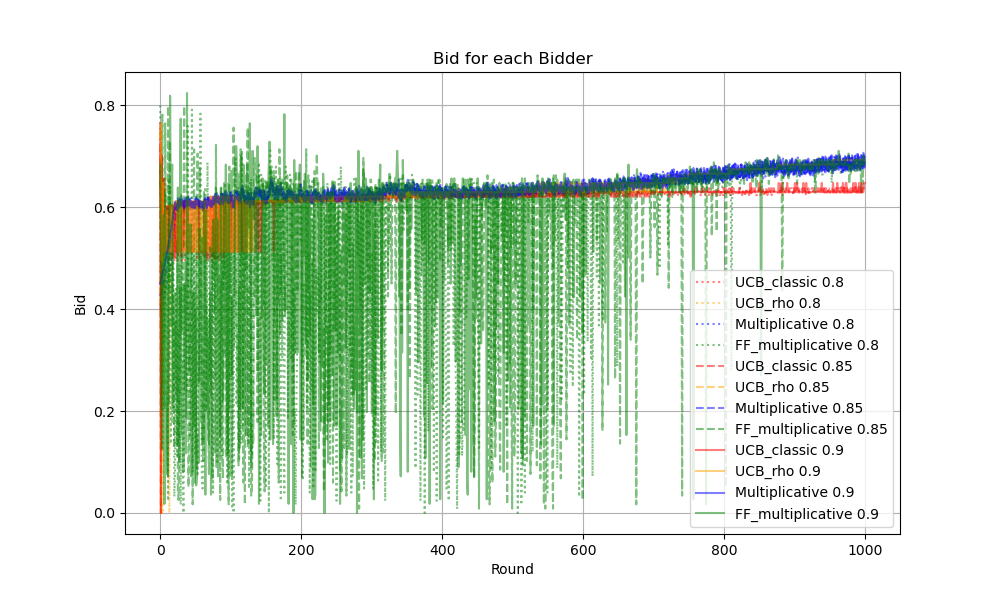 Bid for each Bidder
Bid
0.8
0.6
0.4
0.2
0.0
0
200
400
600
800
1000
Round
UCB_classic 0.8
UCB_rho 0.8
Multiplicative 0.8
FF_multiplicative 0.8
UCB_classic 0.85
UCB_rho 0.85
Multiplicative 0.85
FF_multiplicative 0.85
UCB_classic 0.9
UCB_rho 0.9
Multiplicative 0.9
FF_multiplicative 0.9